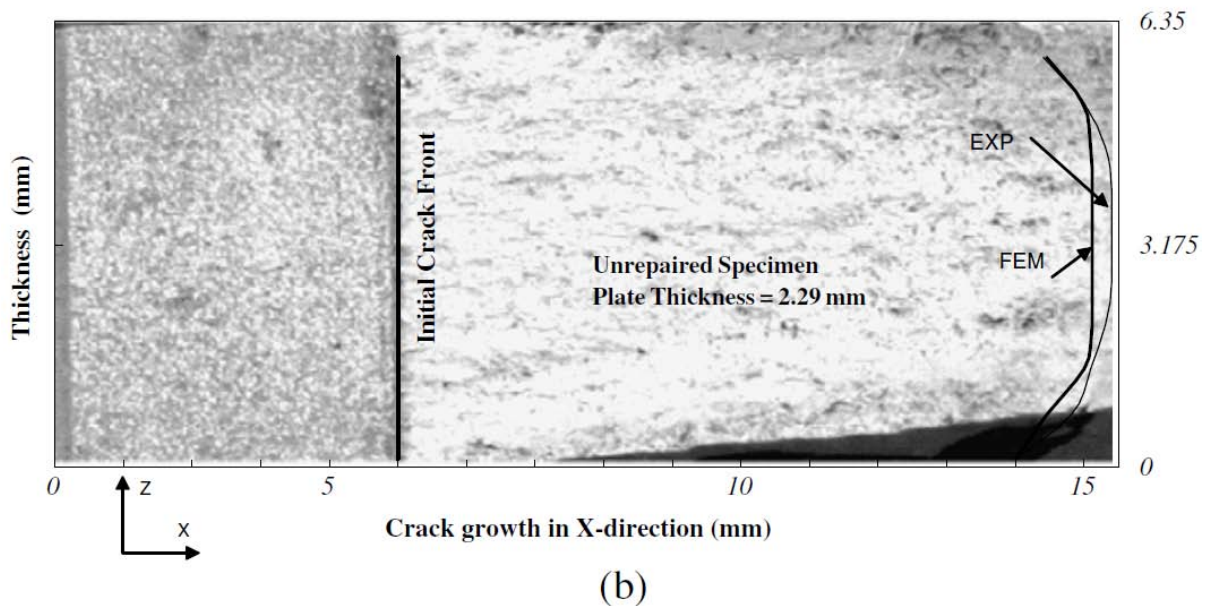 6.35
EXP
Thickness (mm)
Initial Crack Front
3.175
Unrepaired Specimen
FEM
Plate Thickness = 2.29 mm
0
0 5 10 15
Z
X
Crack growth in X-direction (mm)
(b)